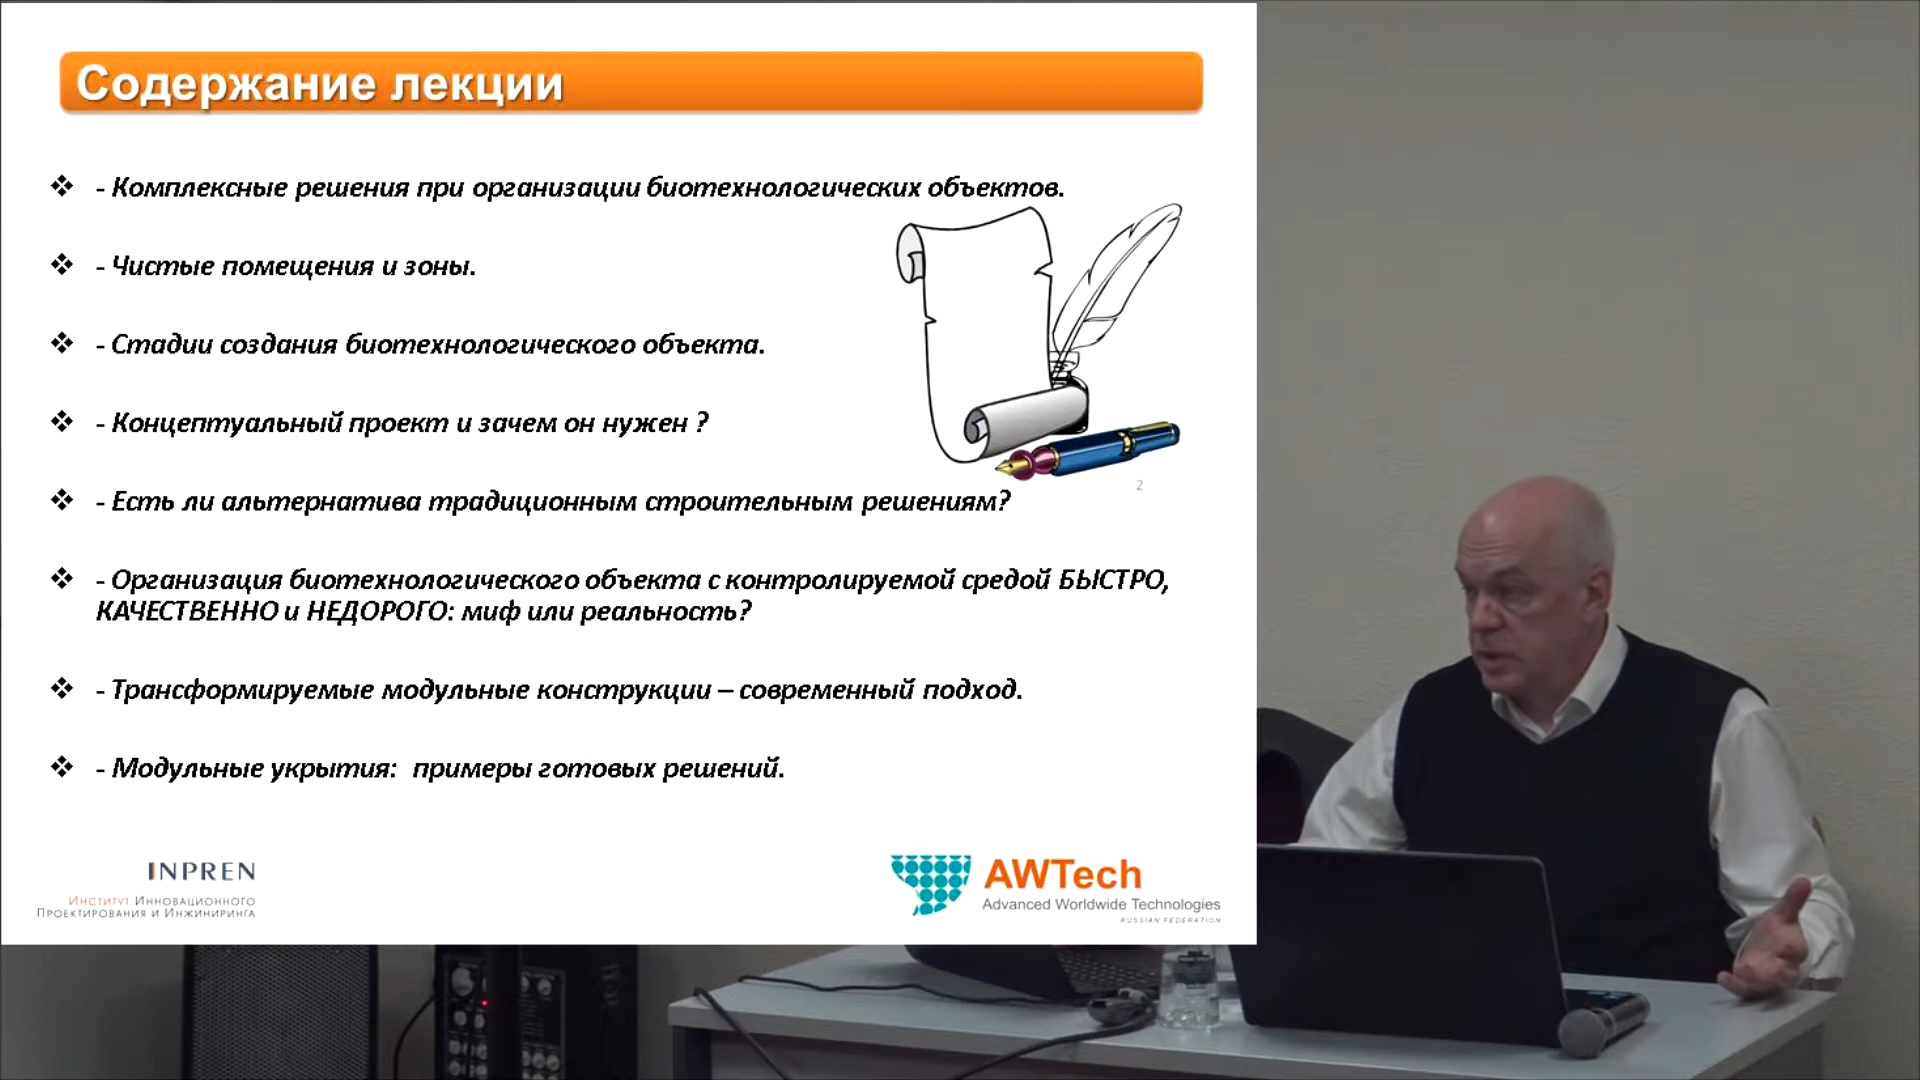 Содержание лекции
❖ - Комплексные решения при организации биотехнологических объектов.
❖ - Чистые помещения и зоны.
❖ - Стадии создания биотехнологического объекта.
❖ - Концептуальный проект и зачем он нужен ?
2
❖ - Есть ли альтернатива традиционным строительным решениям?
❖ - Организация биотехнологического объекта с контролируемой средой БЫСТРО,
КАЧЕСТВЕННО и НЕДОРОГО: миф или реальность?
❖ - Трансформируемые модульные конструкции – современный подход.
❖ - Модульные укрытия: примеры готовых решений.
INPREN
Институт Инновационного
Проектирования и Инжиниринга
AWTech
Advanced Worldwide Technologies
RUSSIAN FEDERATION